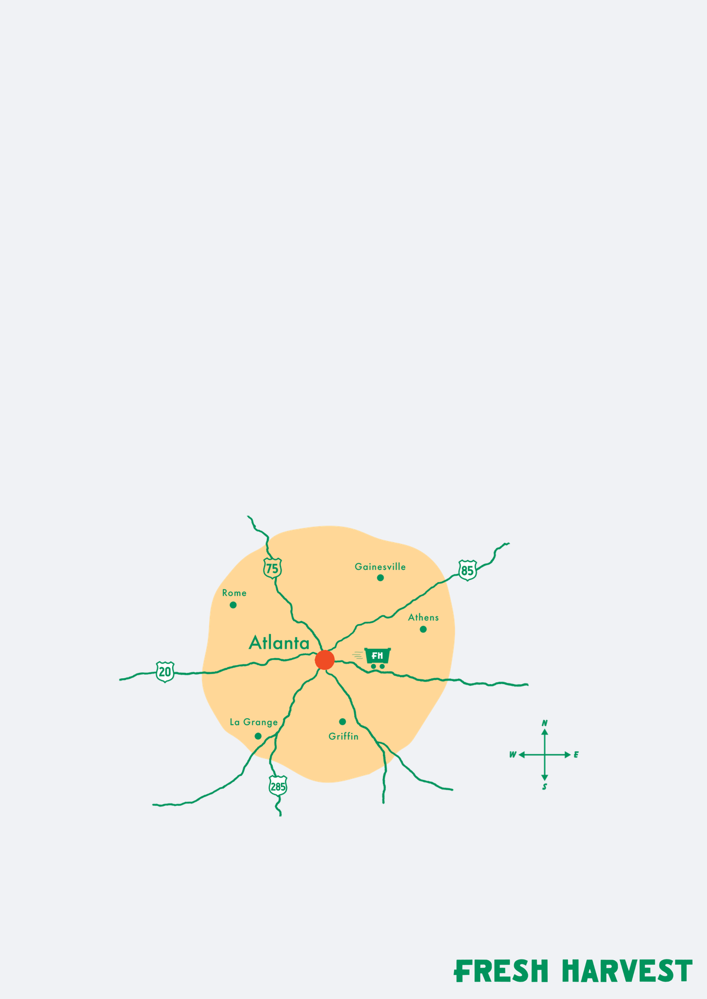 75
Gainesville
85
Rome
Athens
Atlanta
FH
20
La Grange
Griffin
N
W E
S
285
FRESH HARVEST